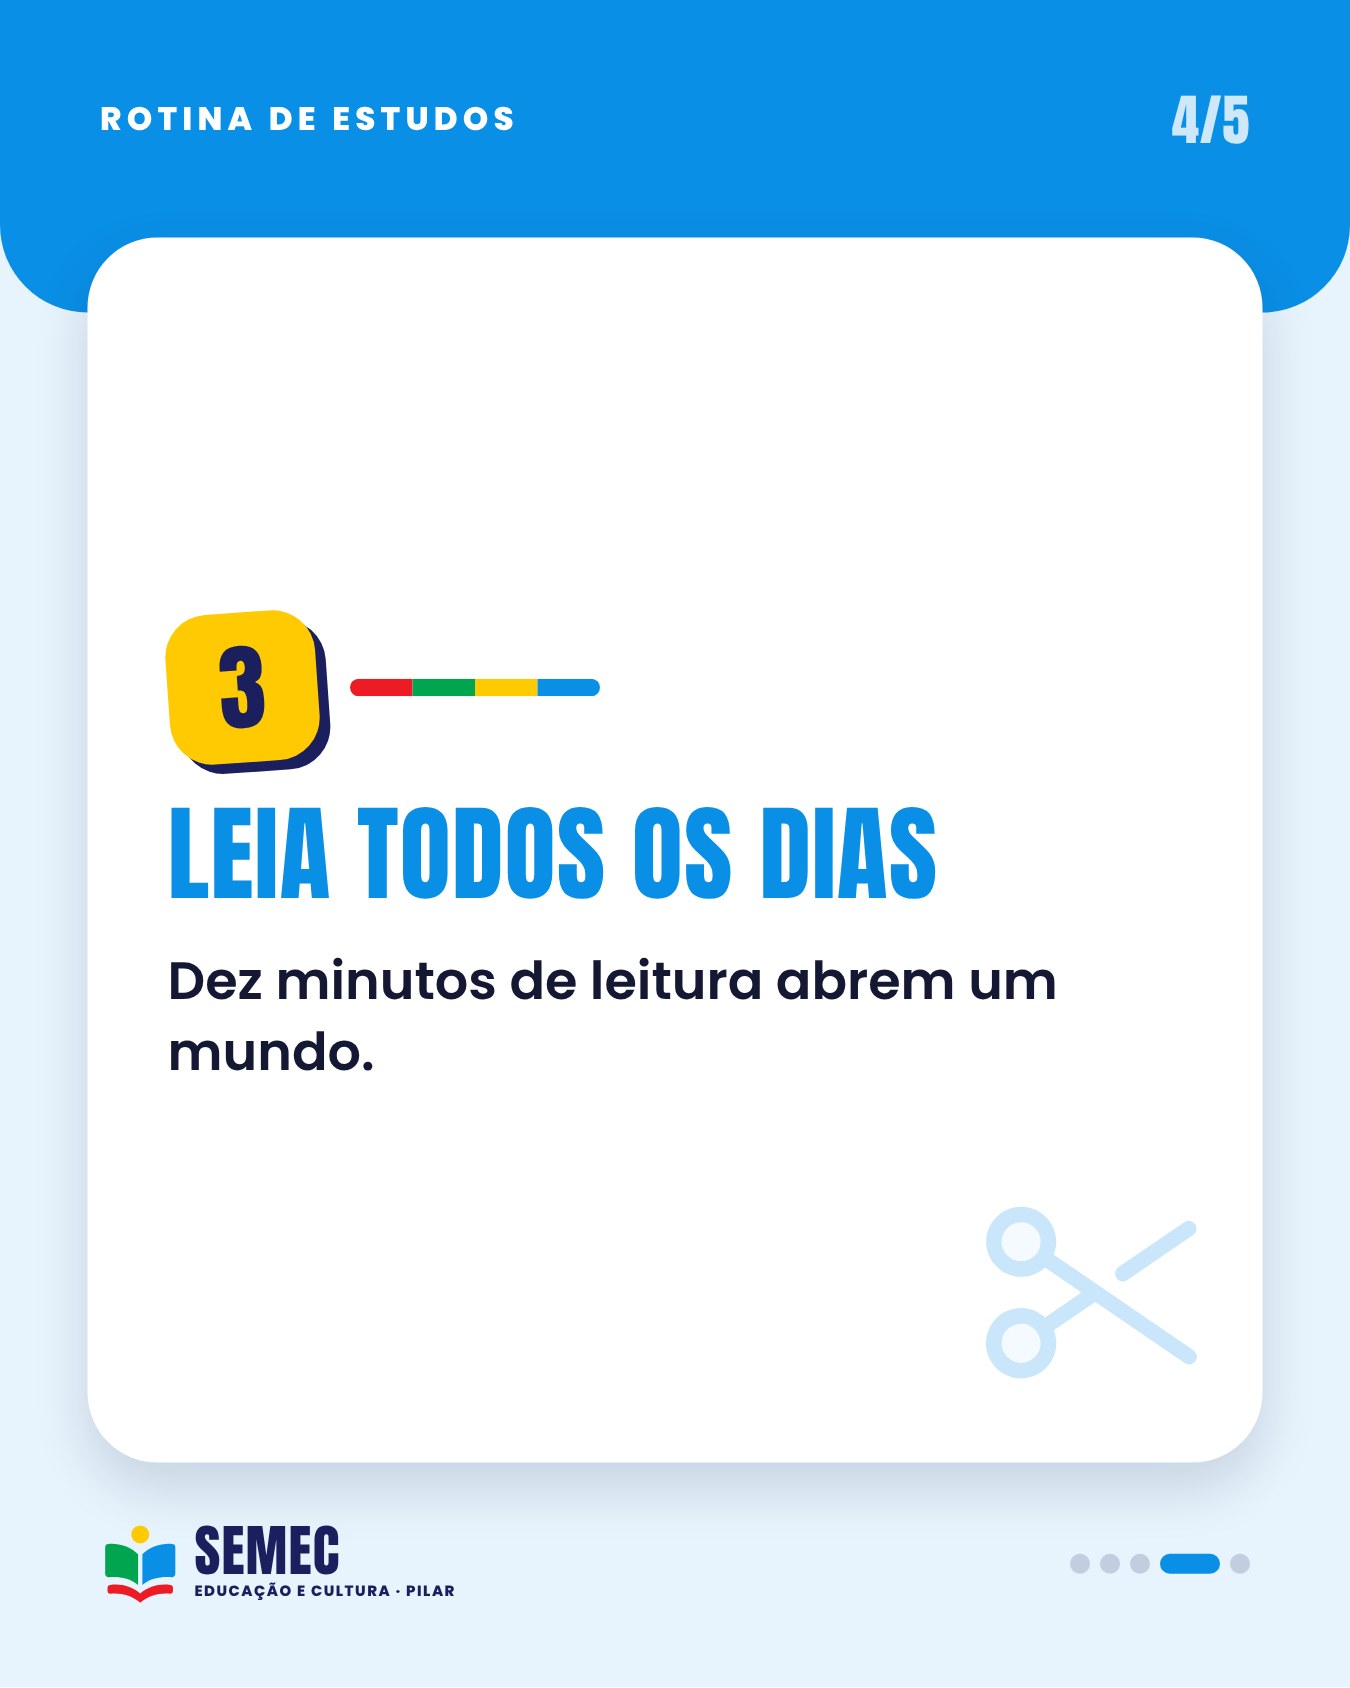 ROTINA DE ESTUDOS
4/5
3
LEIA TODOS OS DIAS
Dez minutos de leitura abrem um
mundo.
SEMEC
EDUCAÇÃO E CULTURA · PILAR